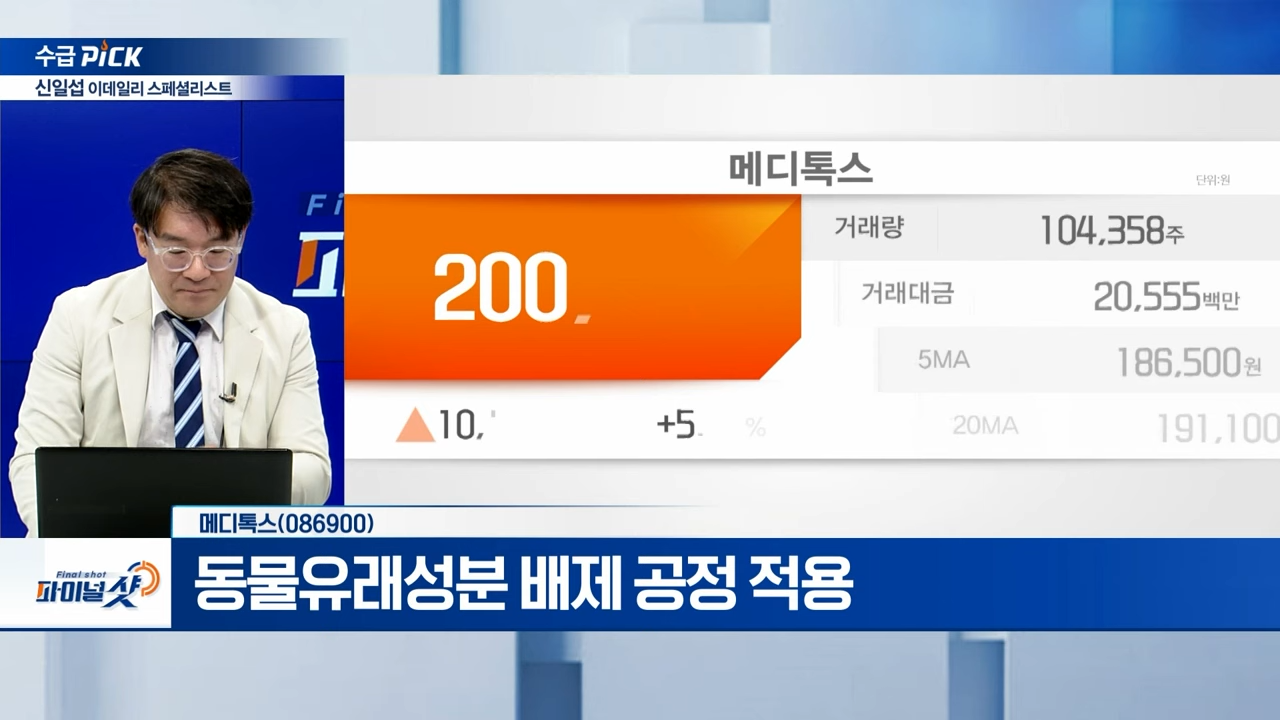 수급 PiCK
신일섭 이데일리 스페셜리스트
메디톡스
단위:원
200
거래량 104,358주
거래대금 20,555백만
▲10, +5 %
5MA 186,500원
20MA 191,100
Fi
메디톡스(086900)
Final shot
파이널샷
동물유래성분 배제 공정 적용